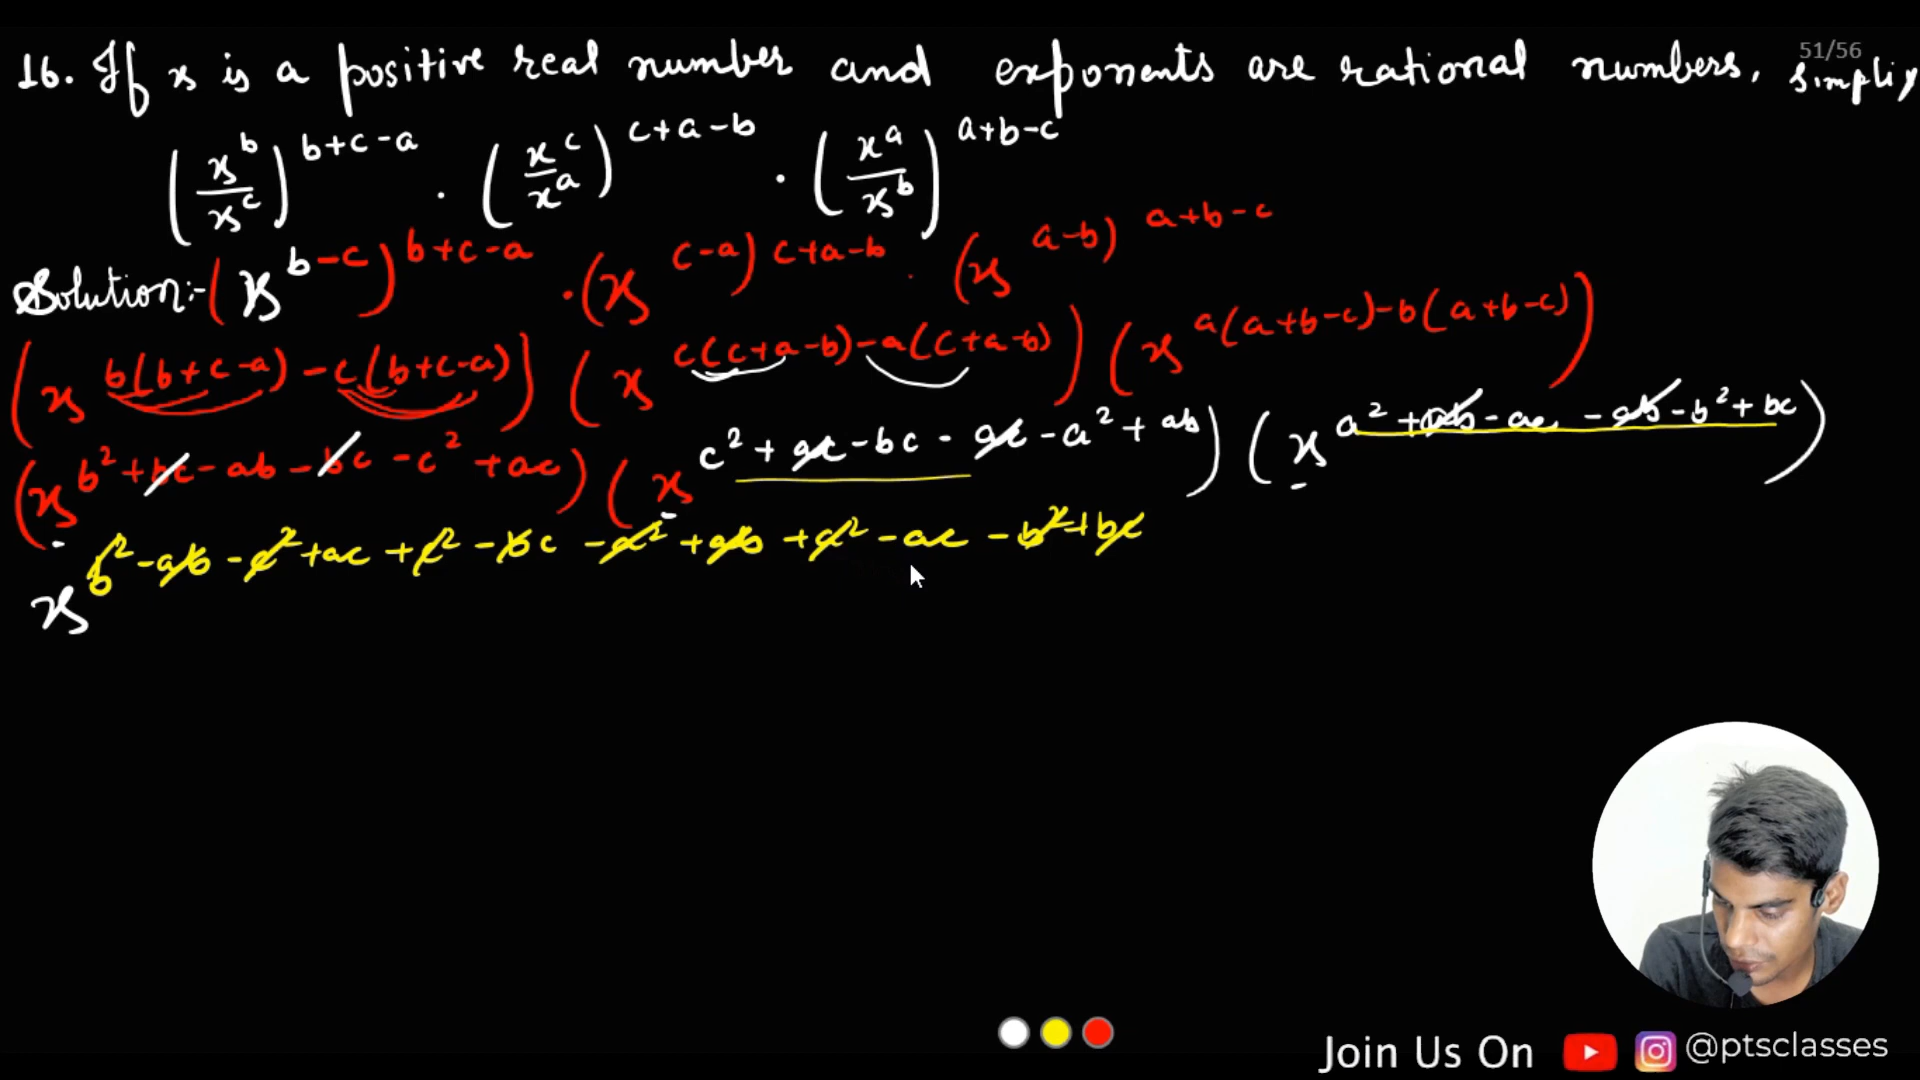 51/56
16. If x is a positive real number and exponents are rational numbers. simplify
(x^b/x^c)^(b+c-a) · (x^c/x^a)^(c+a-b) · (x^a/x^b)^(a+b-c)
Solution:- (x^(b-c))^(b+c-a) · (x^(c-a))^(c+a-b) · (x^(a-b))^(a+b-c)
(x^(b(b+c-a)-c(b+c-a))) (x^(c(c+a-b)-a(c+a-b))) (x^(a(a+b-c)-b(a+b-c)))
(x^(b²+bc-ab-bc-c²+ac)) (x^(c²+ac-bc-ac-a²+ab)) (x^(a²+ab-ac-ab-b²+bc))
x^(b²-ab-c²+ac+c²-bc-a²+ab+a²-ac-b²+bc)
Join Us On @ptsclasses